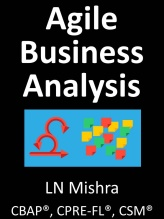 Agile
Business
Analysis
LN Mishra
CBAP®, CPRE-FL®, CSM®